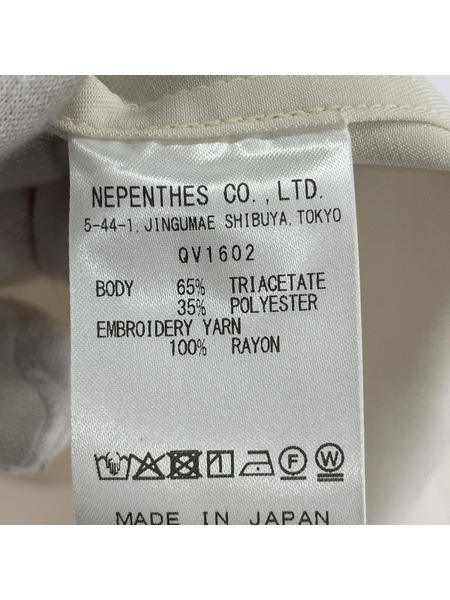 NEPENTHES CO.,LTD.
5-44-1, JINGUMAE SHIBUYA, TOKYO
QV1602
BODY 65% TRIACETATE
35% POLYESTER
EMBROIDERY YARN
100% RAYON
F W
MADE IN JAPAN